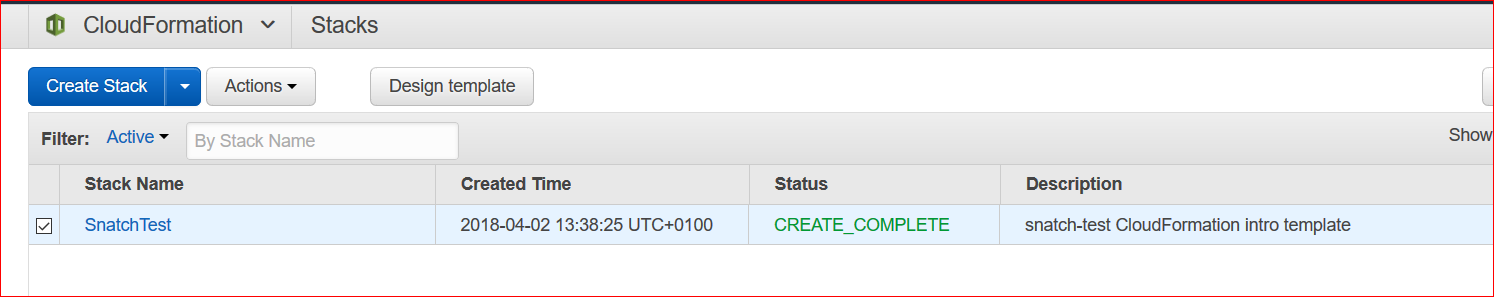 CloudFormation Stacks
Create Stack Actions Design template
Filter: Active By Stack Name Show
Stack Name Created Time Status Description
SnatchTest 2018-04-02 13:38:25 UTC+0100 CREATE_COMPLETE snatch-test CloudFormation intro template